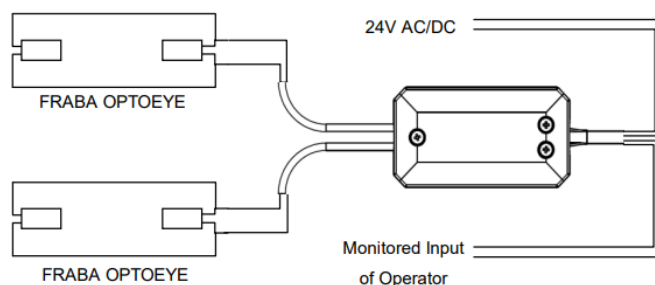 24V AC/DC
FRABA OPTOEYE
Monitored Input
of Operator
FRABA OPTOEYE